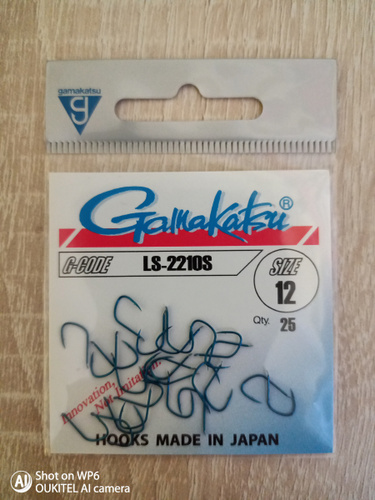 gamakatsu
g
Gamakatsu®
G-CODE LS-2210S
SIZE
12
Qty. 25
Innovation,
Not Imitation.
HOOKS MADE IN JAPAN
AI Shot on WP6
OUKITEL AI camera